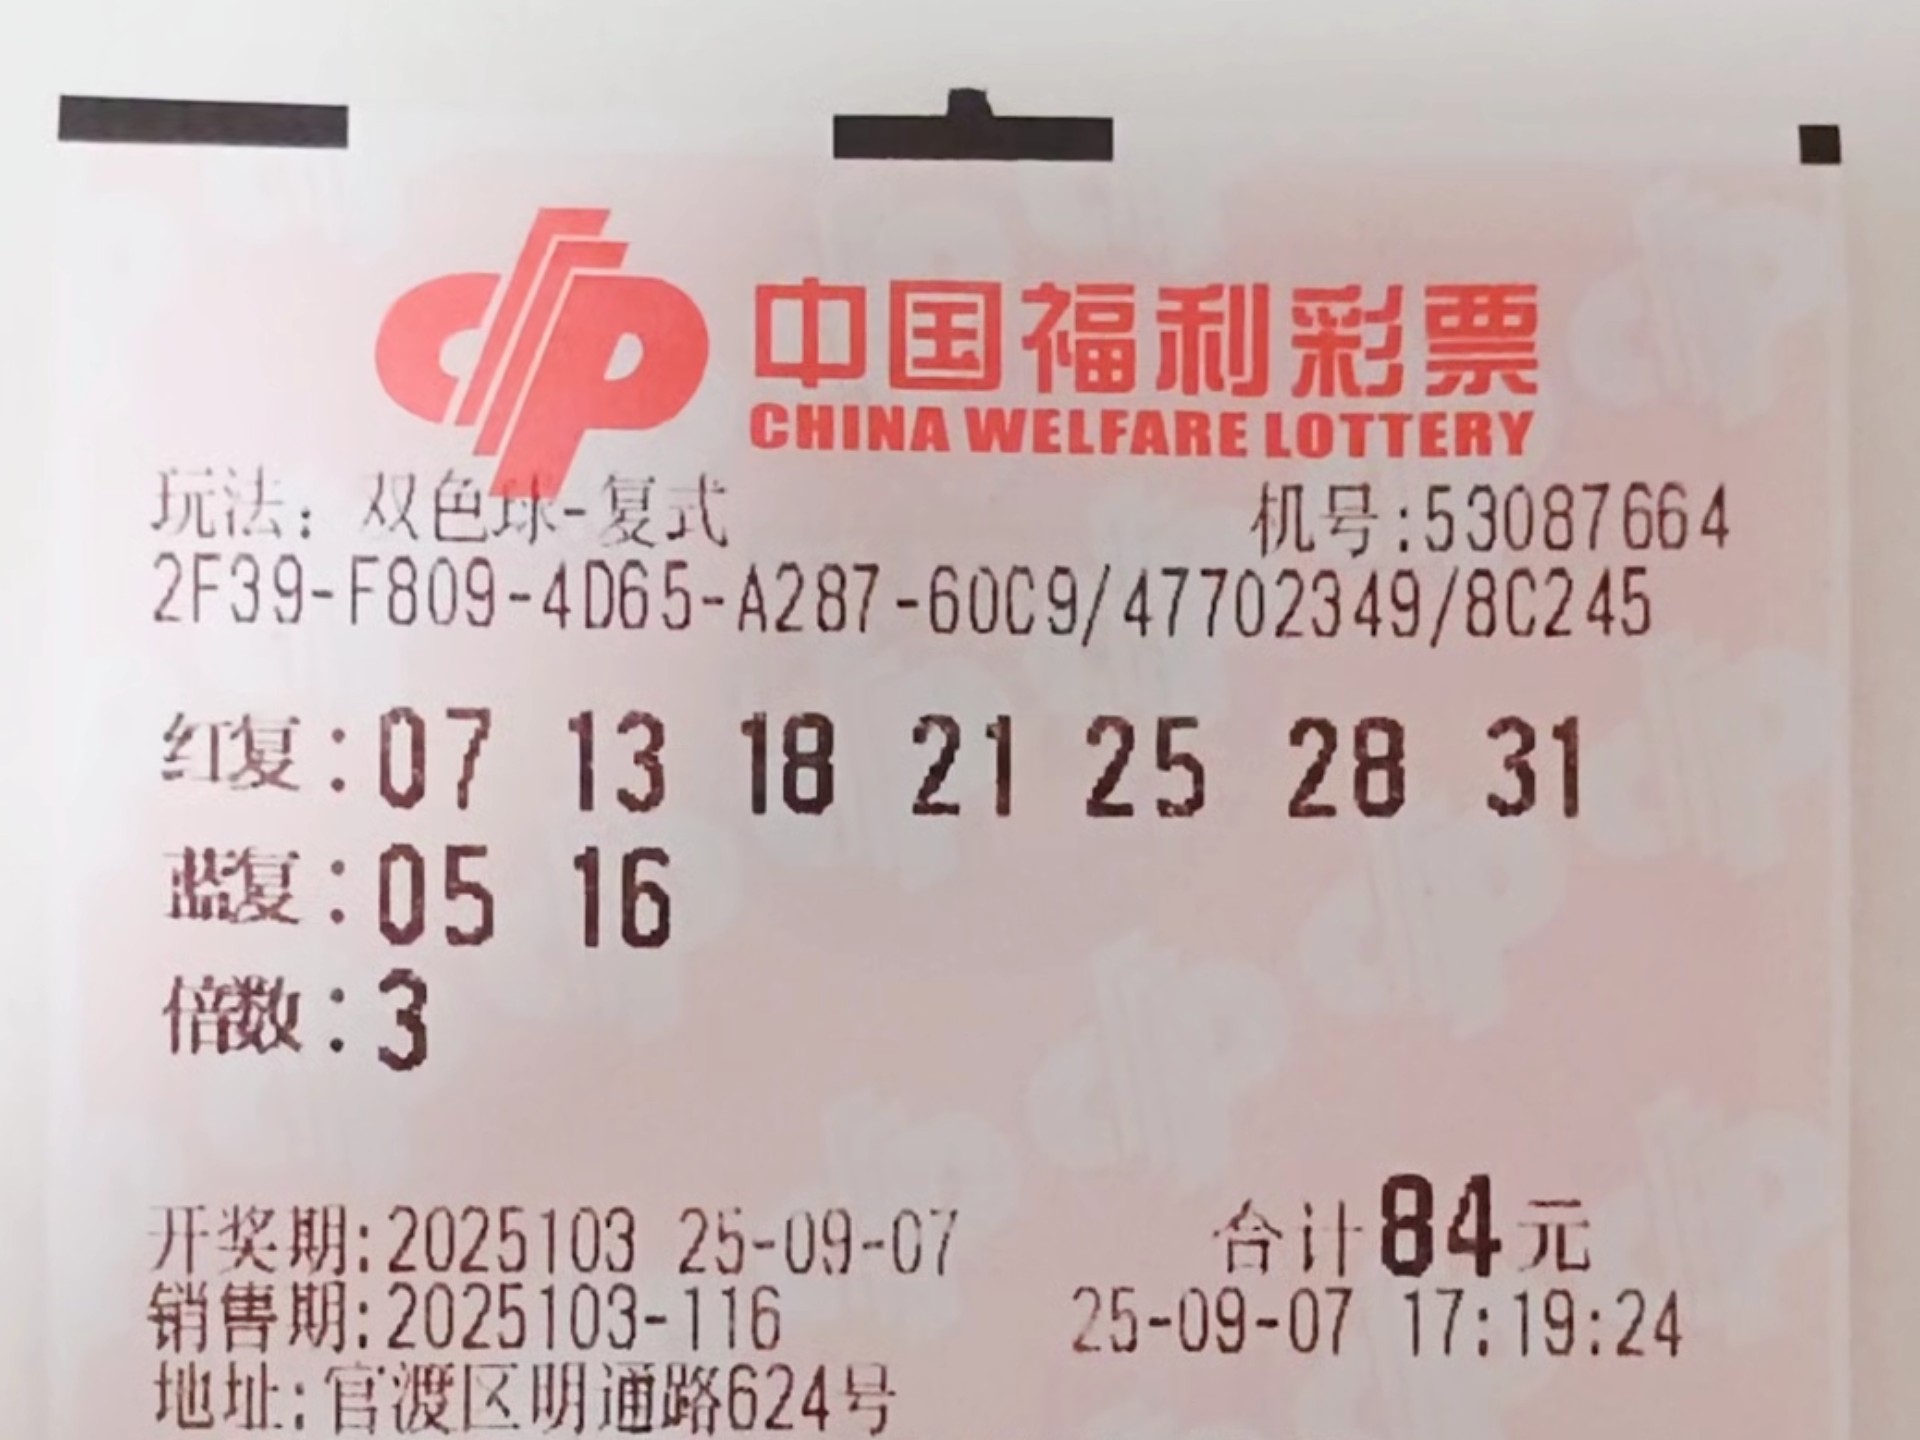 中国福利彩票
CHINA WELFARE LOTTERY
玩法：双色球-复式 机号:53087664
2F39-F809-4D65-A287-60C9/47702349/8C245
红复:07 13 18 21 25 28 31
蓝复:05 16
倍数:3
开奖期:2025103 25-09-07 合计84元
销售期:2025103-116 25-09-07 17:19:24
地址:官渡区明通路624号